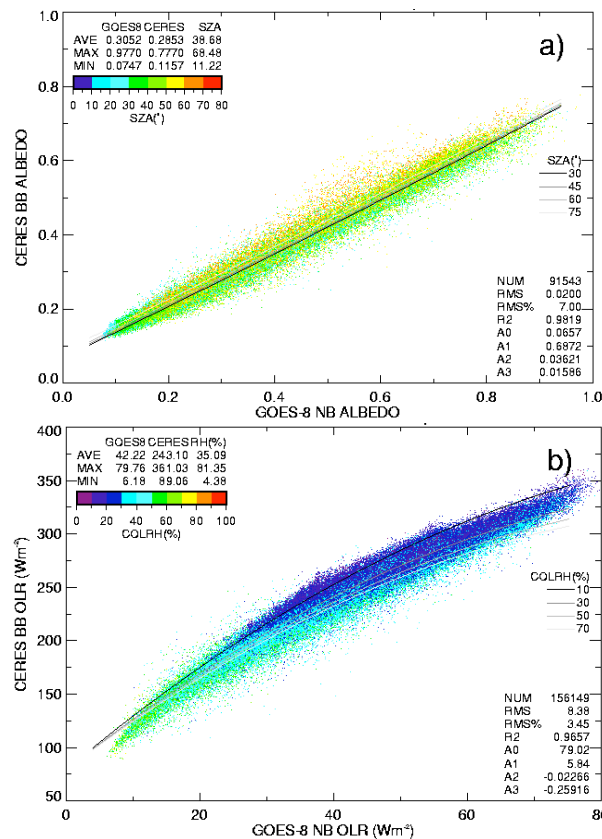 GOES8 CERES SZA
AVE 0.3052 0.2853 38.68
MAX 0.9770 0.7770 68.48
MIN 0.0747 0.1157 11.22
0 10 20 30 40 50 60 70 80
SZA(°)
a)
1.0
0.8
0.6
0.4
0.2
0.0
CERES BB ALBEDO
SZA(°)
30
45
60
75
NUM 91543
RMS 0.0200
RMS% 7.00
R2 0.9819
A0 0.0657
A1 0.6872
A2 0.03621
A3 0.01586
0.0 0.2 0.4 0.6 0.8 1.0
GOES-8 NB ALBEDO
GOES8 CERES RH(%)
AVE 42.22 243.10 35.09
MAX 79.76 361.03 81.35
MIN 6.18 89.06 4.38
0 20 40 60 80 100
COLRH(%)
b)
400
350
300
250
200
150
100
50
CERES BB OLR (Wm⁻²)
COLRH(%)
10
30
50
70
NUM 156149
RMS 8.38
RMS% 3.45
R2 0.9657
A0 79.02
A1 5.84
A2 -0.02266
A3 -0.25916
0 20 40 60 80
GOES-8 NB OLR (Wm⁻²)